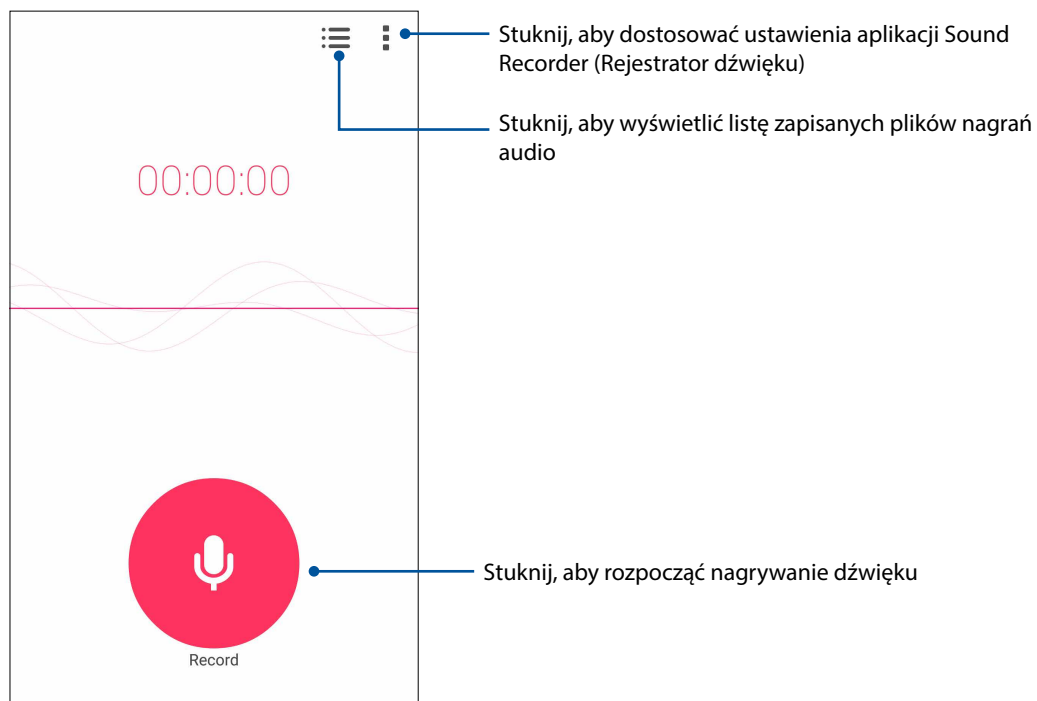 Stuknij, aby dostosować ustawienia aplikacji Sound
Recorder (Rejestrator dźwięku)
Stuknij, aby wyświetlić listę zapisanych plików nagrań
audio
00:00:00
Stuknij, aby rozpocząć nagrywanie dźwięku
Record